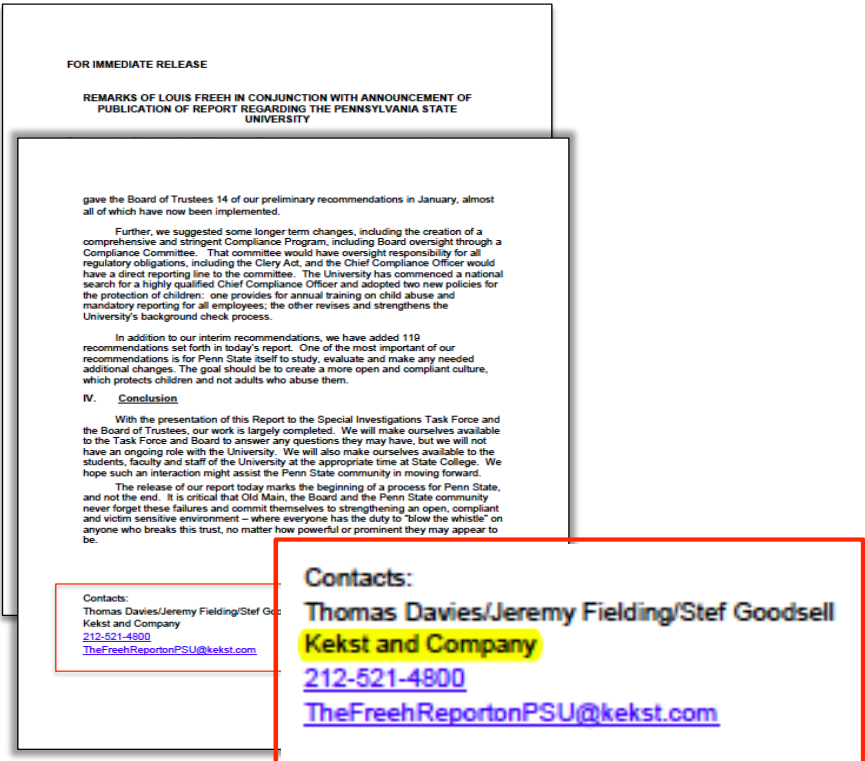 FOR IMMEDIATE RELEASE
REMARKS OF LOUIS FREEH IN CONJUNCTION WITH ANNOUNCEMENT OF
PUBLICATION OF REPORT REGARDING THE PENNSYLVANIA STATE
UNIVERSITY
gave the Board of Trustees 14 of our preliminary recommendations in January, almost
all of which have now been implemented.
Further, we suggested some longer term changes, including the creation of a
comprehensive and stringent Compliance Program, including Board oversight through a
Compliance Committee. That committee would have oversight responsibility for all
regulatory obligations, including the Clery Act, and the Chief Compliance Officer would
have a direct reporting line to the committee. The University has commenced a national
search for a highly qualified Chief Compliance Officer and adopted two new policies for
the protection of children: one provides for annual training on child abuse and
mandatory reporting for all employees; the other revises and strengthens the
University's background check process.
In addition to our interim recommendations, we have added 119
recommendations set forth in today's report. One of the most important of our
recommendations is for Penn State itself to study, evaluate and make any needed
additional changes. The goal should be to create a more open and compliant culture,
which protects children and not adults who abuse them.
IV. Conclusion
With the presentation of this Report to the Special Investigations Task Force and
the Board of Trustees, our work is largely completed. We will make ourselves available
to the Task Force and Board to answer any questions they may have, but we will not
have an ongoing role with the University. We will also make ourselves available to the
students, faculty and staff of the University at the appropriate time at State College. We
hope such an interaction might assist the Penn State community in moving forward.
The release of our report today marks the beginning of a process for Penn State,
and not the end. It is critical that Old Main, the Board and the Penn State community
never forget these failures and commit themselves to strengthening an open, compliant
and victim sensitive environment – where everyone has the duty to "blow the whistle" on
anyone who breaks this trust, no matter how powerful or prominent they may appear to
be.
Contacts:
Thomas Davies/Jeremy Fielding/Stef Go
Kekst and Company
212-521-4800
TheFreehReportonPSU@kekst.com
Contacts:
Thomas Davies/Jeremy Fielding/Stef Goodsell
Kekst and Company
212-521-4800
TheFreehReportonPSU@kekst.com